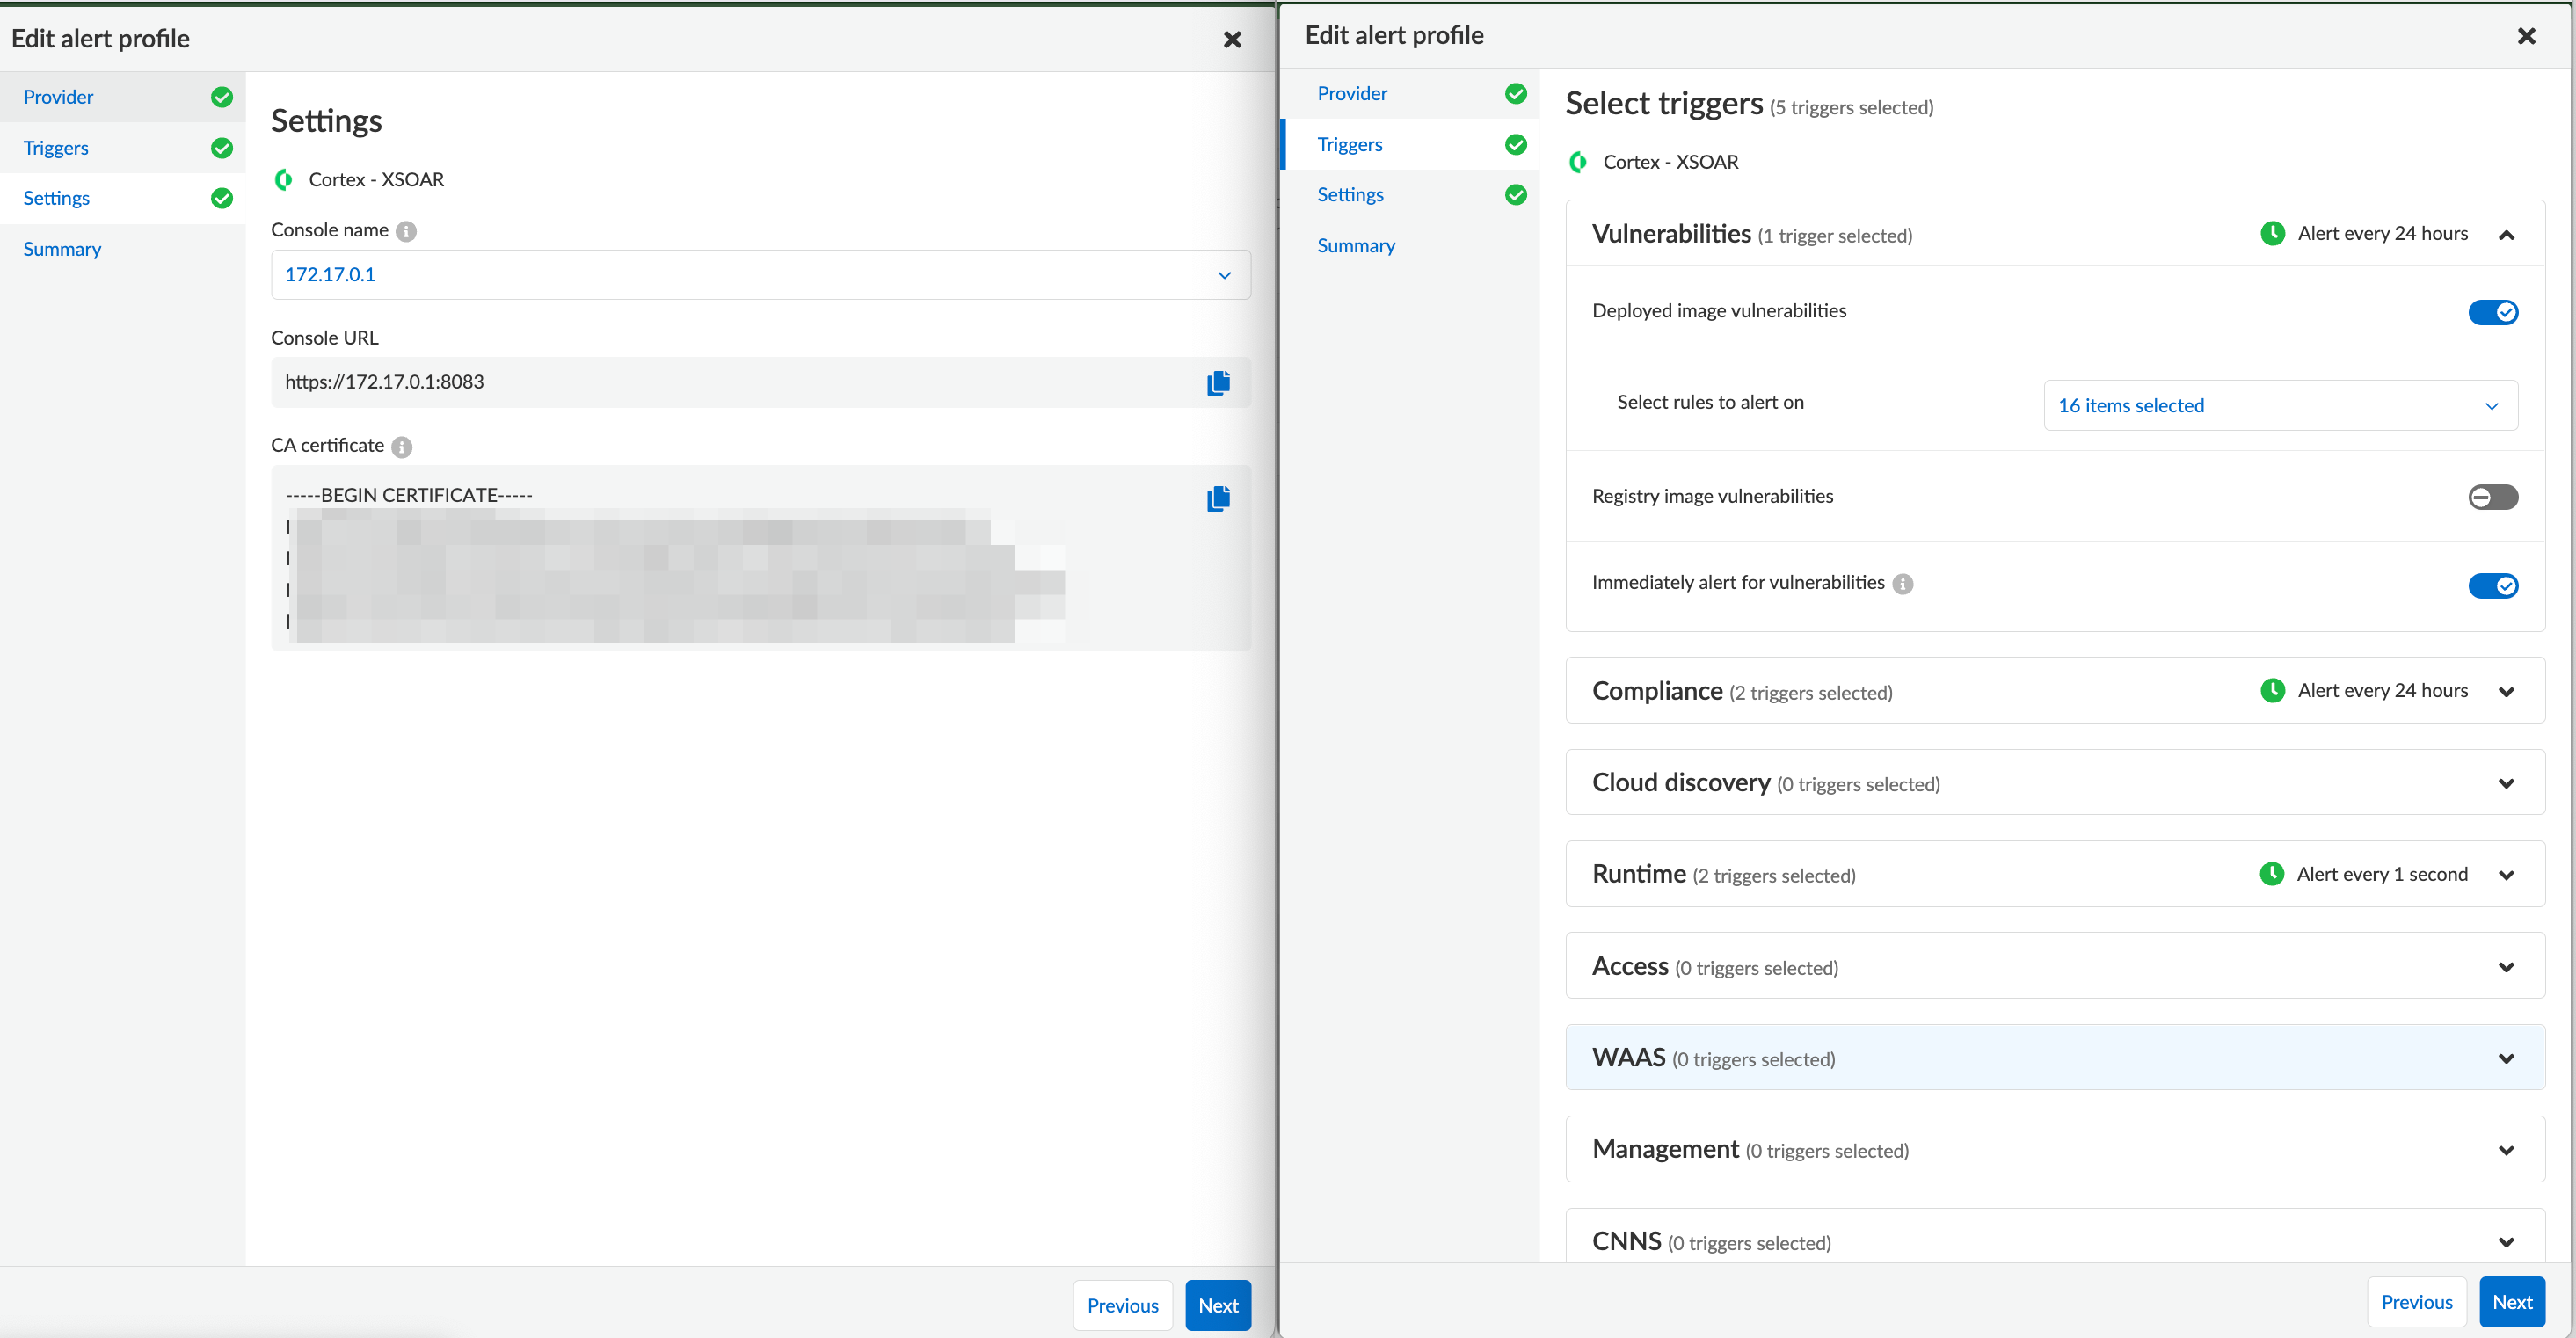 Edit alert profile
Provider
Triggers
Settings
Summary
Settings
Cortex - XSOAR
Console name
172.17.0.1
Console URL
https://172.17.0.1:8083
CA certificate
-----BEGIN CERTIFICATE-----
Previous
Next
Edit alert profile
Provider
Triggers
Settings
Summary
Select triggers (5 triggers selected)
Cortex - XSOAR
Vulnerabilities (1 trigger selected)
Alert every 24 hours
Deployed image vulnerabilities
Select rules to alert on
16 items selected
Registry image vulnerabilities
Immediately alert for vulnerabilities
Compliance (2 triggers selected)
Alert every 24 hours
Cloud discovery (0 triggers selected)
Runtime (2 triggers selected)
Alert every 1 second
Access (0 triggers selected)
WAAS (0 triggers selected)
Management (0 triggers selected)
CNNS (0 triggers selected)
Previous
Next